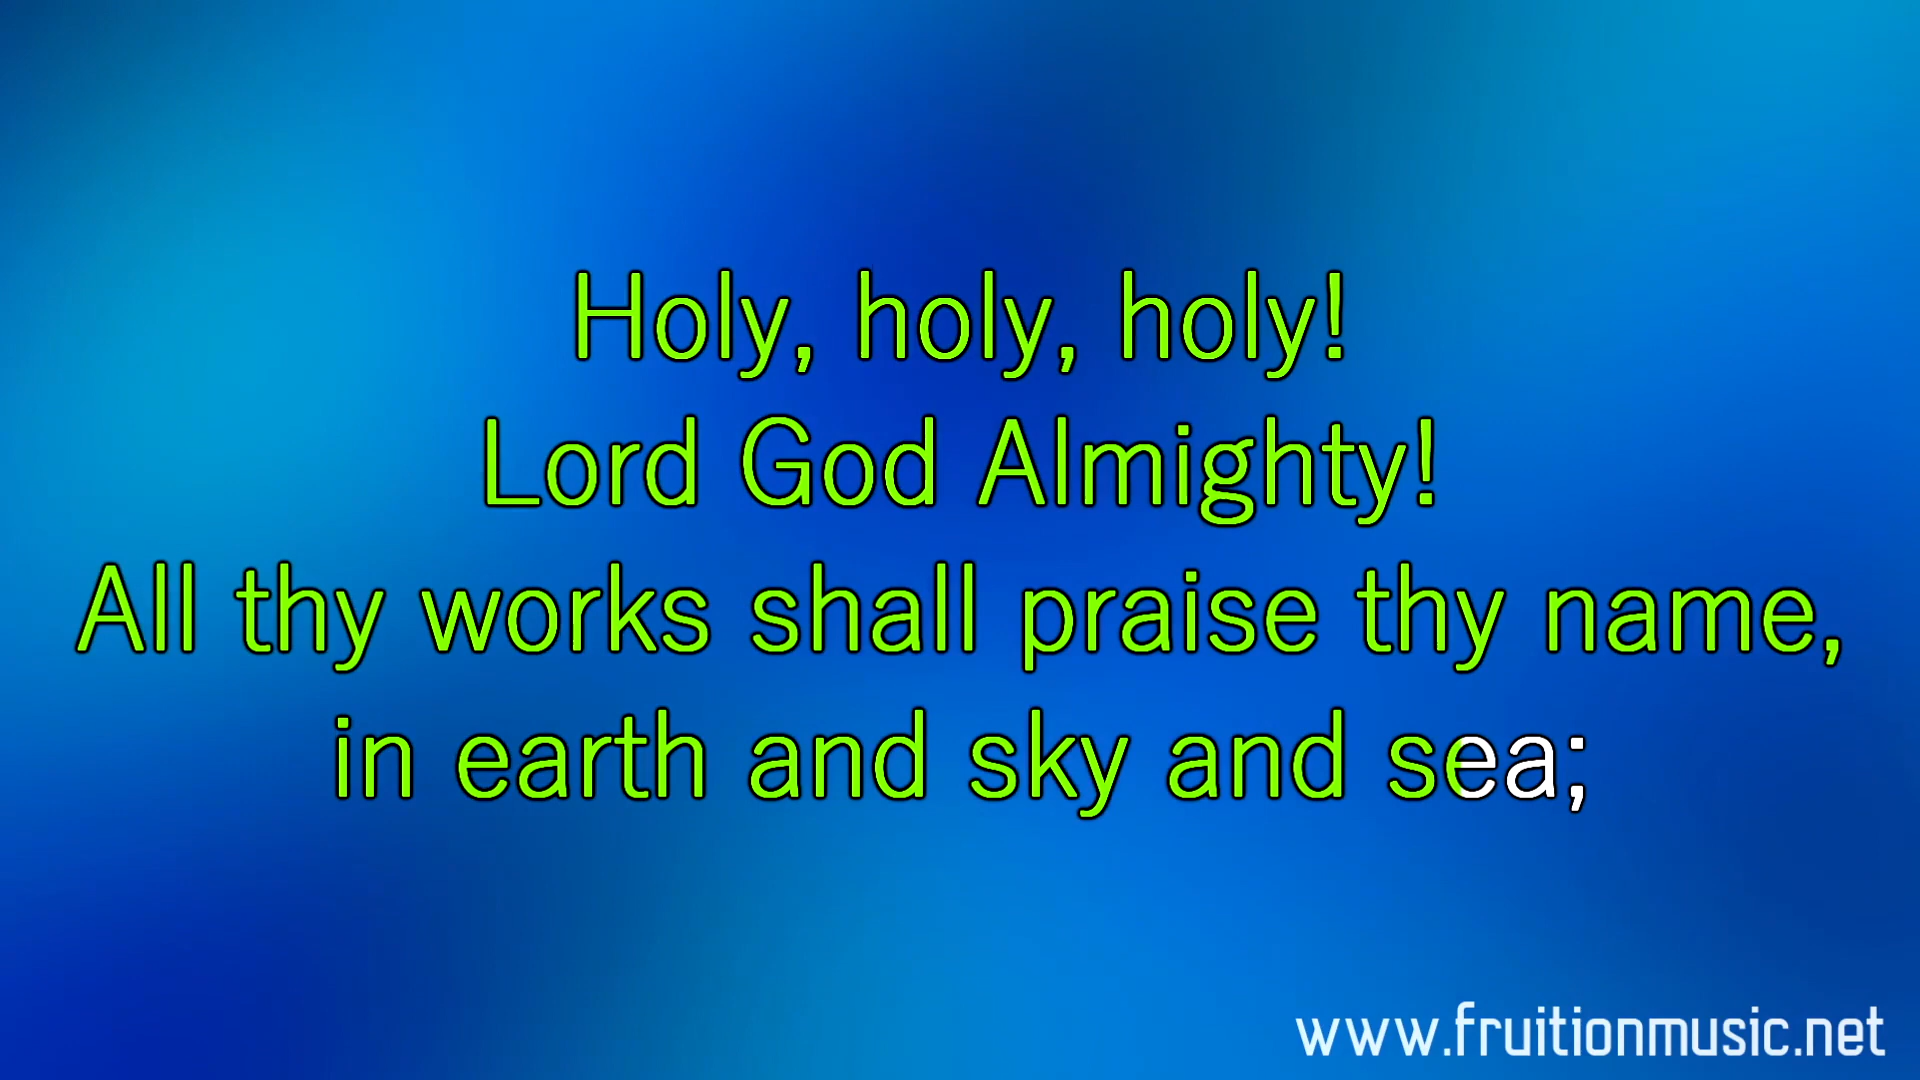 Holy, holy, holy!
Lord God Almighty!
All thy works shall praise thy name,
in earth and sky and sea;
www.fruitionmusic.net